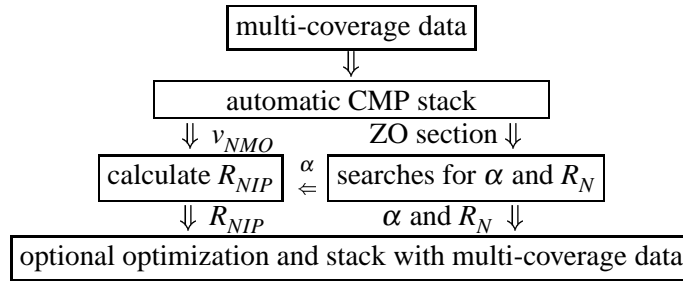 multi-coverage data
⇓
automatic CMP stack
⇓ v_NMO ZO section ⇓
calculate R_NIP ⇐ α searches for α and R_N
⇓ R_NIP α and R_N ⇓
optional optimization and stack with multi-coverage data